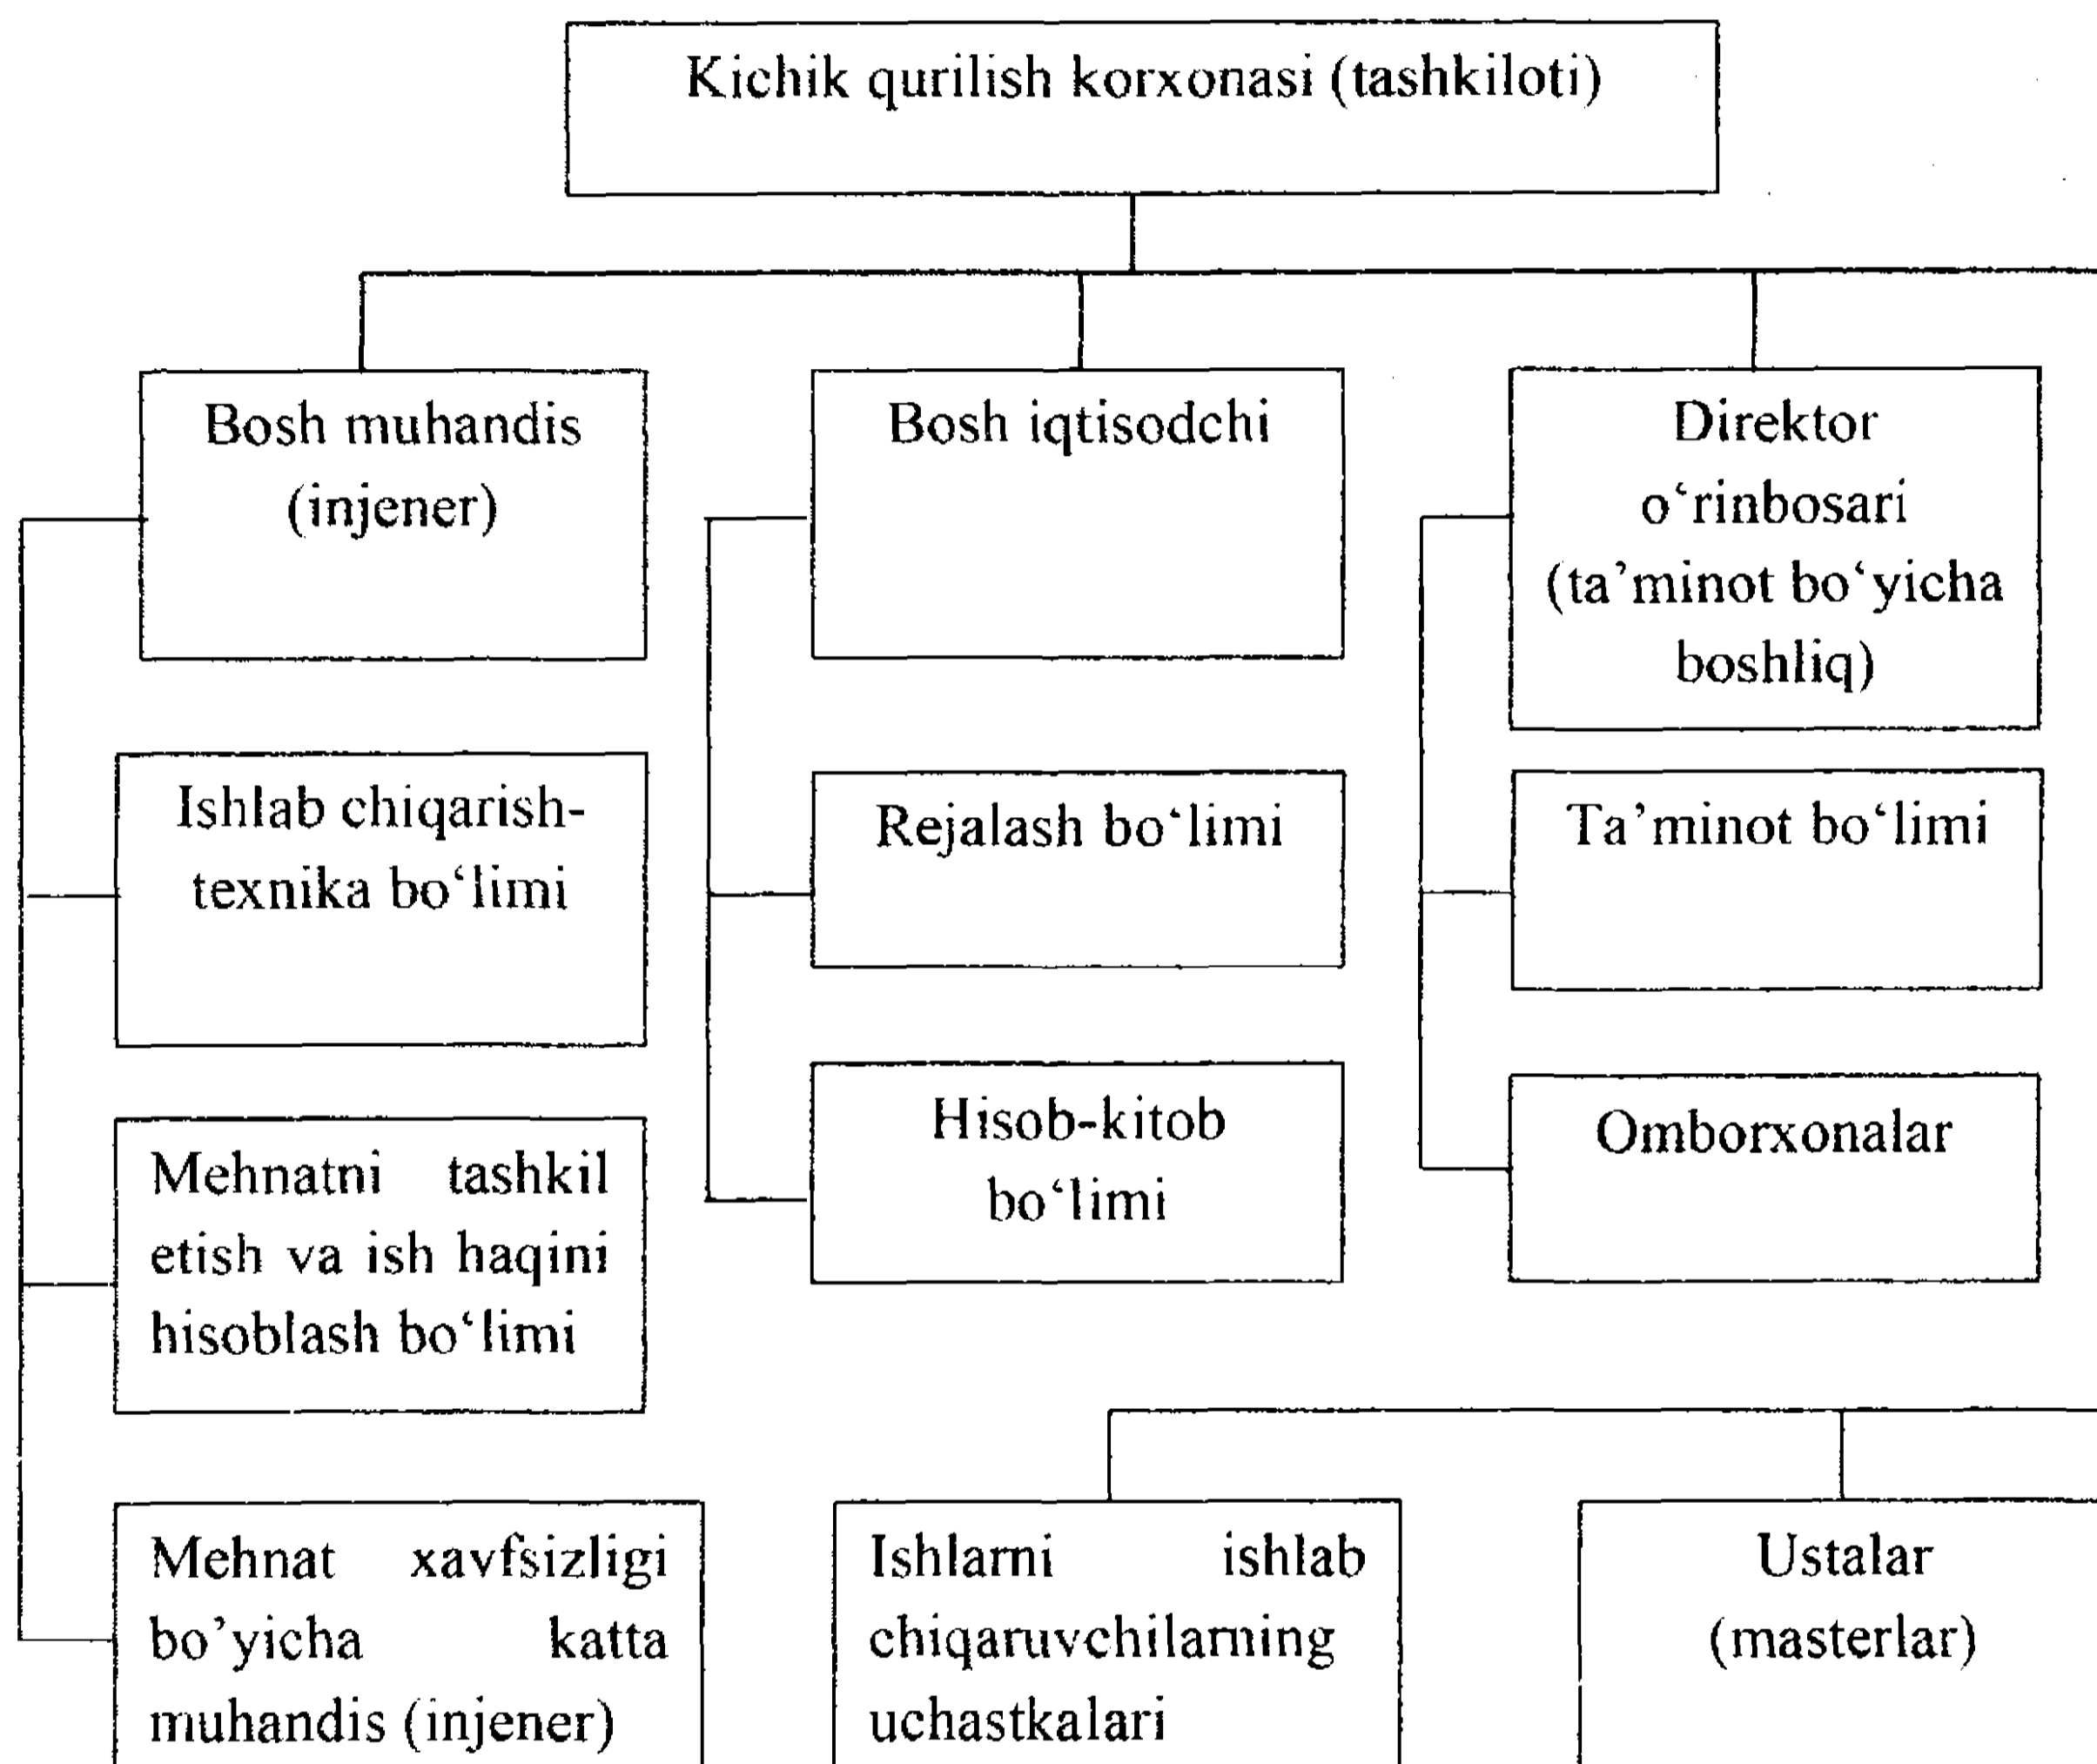 Kichik qurilish korxonasi (tashkiloti)
Bosh muhandis
(injener)
Bosh iqtisodchi
Direktor
o‘rinbosari
(ta’minot bo‘yicha
boshliq)
Ishlab chiqarish-
texnika bo‘limi
Rejalash bo‘limi
Ta’minot bo‘limi
Mehnatni tashkil
etish va ish haqini
hisoblash bo‘limi
Hisob-kitob
bo‘limi
Omborxonalar
Mehnat xavfsizligi
bo’yicha katta
muhandis (injener)
Ishlarni ishlab
chiqaruvchilarning
uchastkalari
Ustalar
(masterlar)